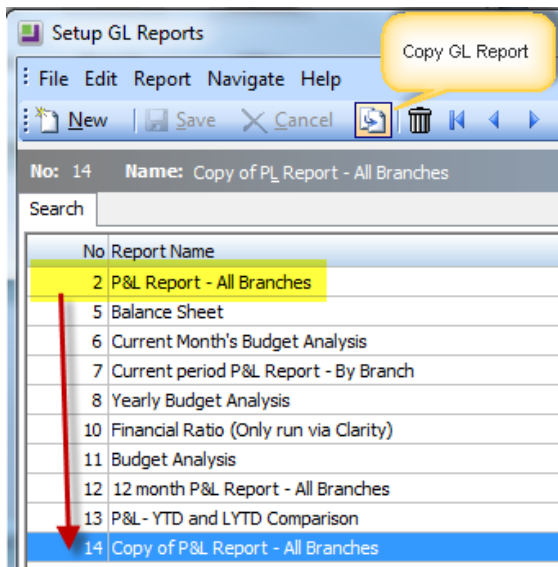 Setup GL Reports
Copy GL Report
File Edit Report Navigate Help
New Save Cancel
No: 14 Name: Copy of PL Report - All Branches
Search
No Report Name
2 P&L Report - All Branches
5 Balance Sheet
6 Current Month's Budget Analysis
7 Current period P&L Report - By Branch
8 Yearly Budget Analysis
10 Financial Ratio (Only run via Clarity)
11 Budget Analysis
12 12 month P&L Report - All Branches
13 P&L- YTD and LYTD Comparison
14 Copy of P&L Report - All Branches